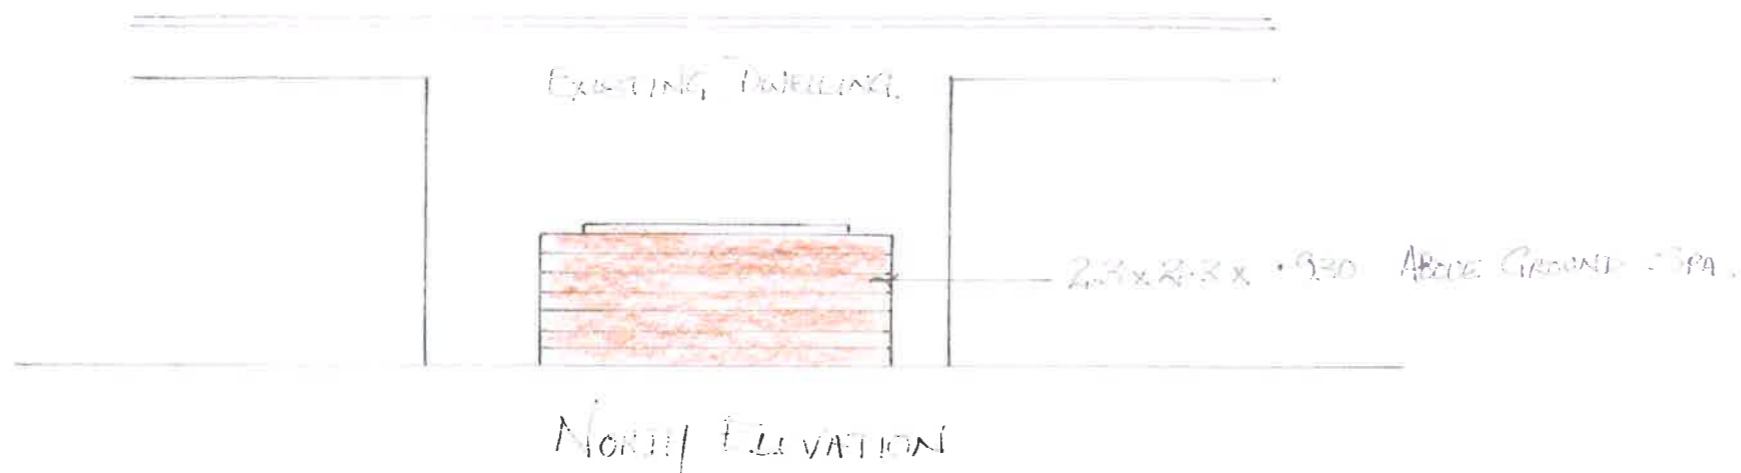 EXISTING DWELLING.
2.3 x 2.3 x .930 ABOVE GROUND SPA.
NORTH ELEVATION